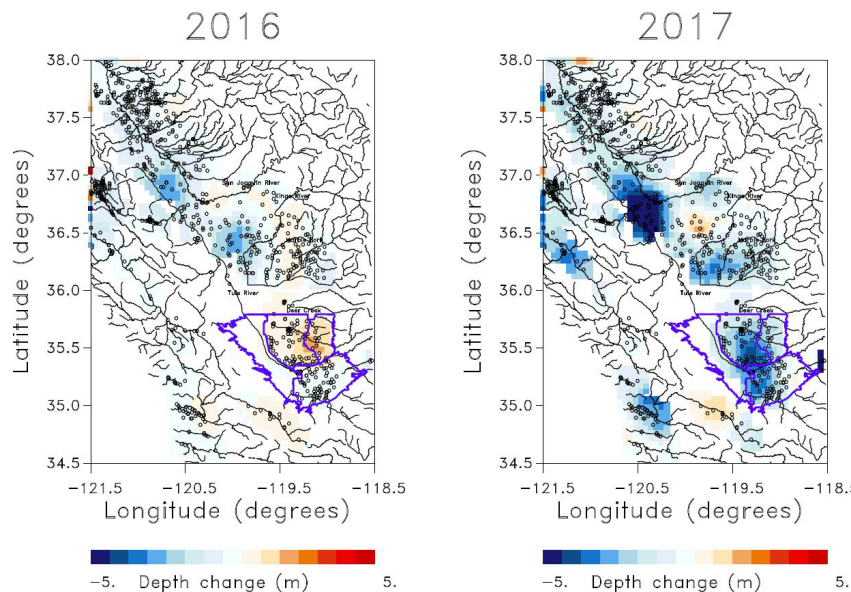 2016
38.0
37.5
37.0
36.5
36.0
35.5
35.0
34.5
Latitude (degrees)
San Joaquin River
Kings River
Tule River
Deer Creek
-121.5 -120.5 -119.5 -118.5
Longitude (degrees)
-5. Depth change (m) 5.
2017
38.0
37.5
37.0
36.5
36.0
35.5
35.0
34.5
Latitude (degrees)
San Joaquin River
Kings River
Tule River
Deer Creek
-121.5 -120.5 -119.5 -118.5
Longitude (degrees)
-5. Depth change (m) 5.